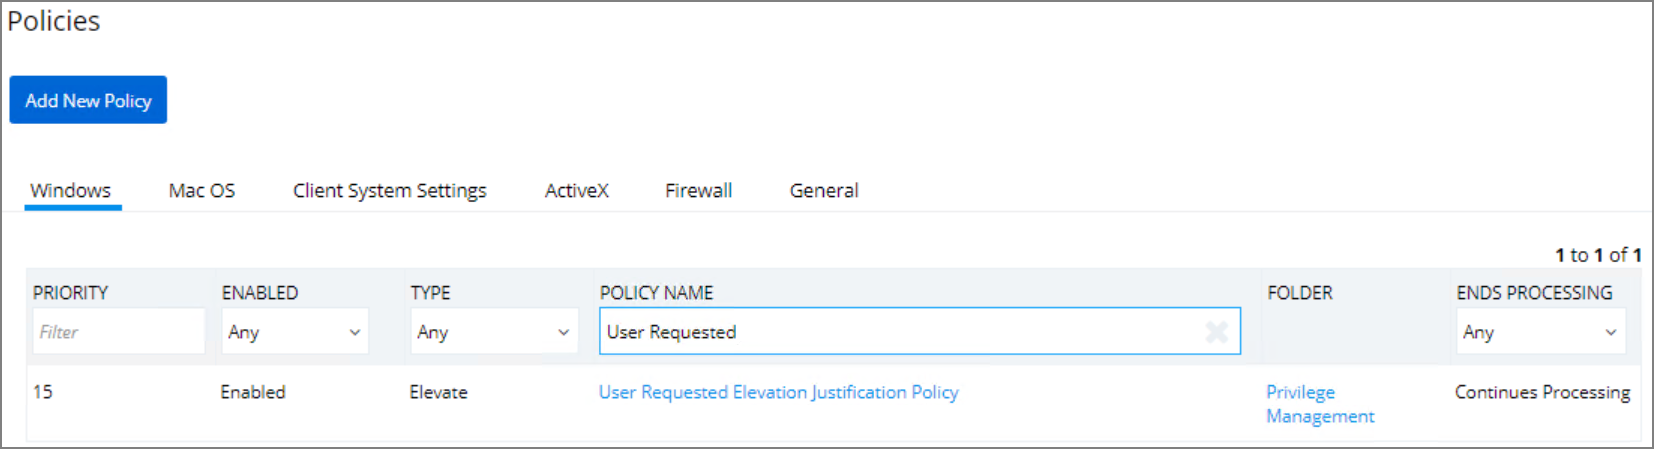 Policies
Add New Policy
Windows Mac OS Client System Settings ActiveX Firewall General
1 to 1 of 1
PRIORITY ENABLED TYPE POLICY NAME FOLDER ENDS PROCESSING
Filter Any Any User Requested Any
15 Enabled Elevate User Requested Elevation Justification Policy Privilege Continues Processing
Management